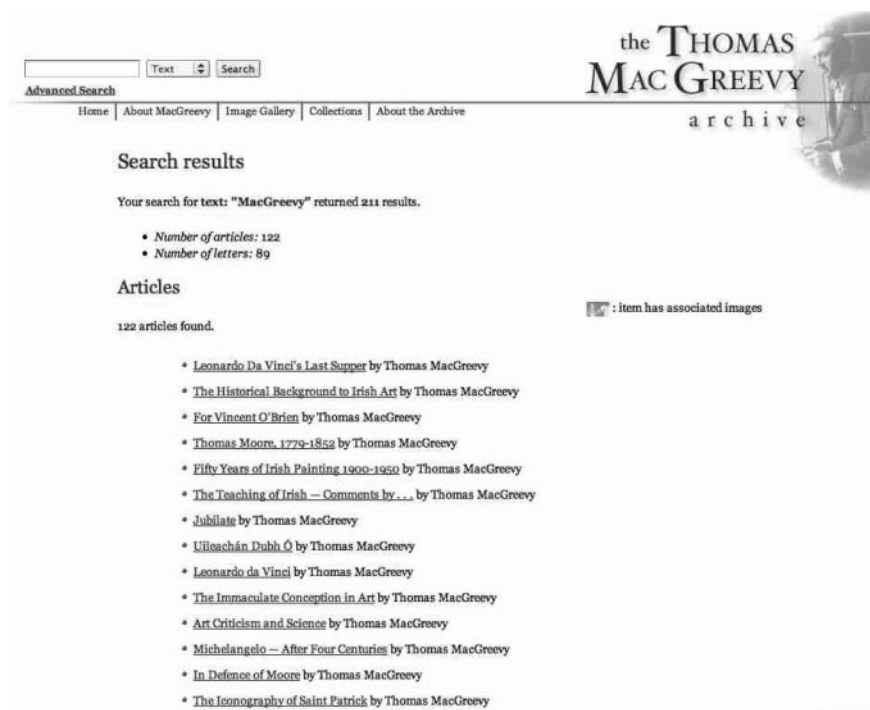 the THOMAS
MACGREEVY
archive
Text Search
Advanced Search
Home | About MacGreevy | Image Gallery | Collections | About the Archive
Search results
Your search for text: "MacGreevy" returned 211 results.
• Number of articles: 122
• Number of letters: 89
Articles
: item has associated images
122 articles found.
• Leonardo Da Vinci's Last Supper by Thomas MacGreevy
• The Historical Background to Irish Art by Thomas MacGreevy
• For Vincent O'Brien by Thomas MacGreevy
• Thomas Moore, 1779-1852 by Thomas MacGreevy
• Fifty Years of Irish Painting 1900-1950 by Thomas MacGreevy
• The Teaching of Irish — Comments by . . . by Thomas MacGreevy
• Jubilate by Thomas MacGreevy
• Uileachán Dubh Ó by Thomas MacGreevy
• Leonardo da Vinci by Thomas MacGreevy
• The Immaculate Conception in Art by Thomas MacGreevy
• Art Criticism and Science by Thomas MacGreevy
• Michelangelo — After Four Centuries by Thomas MacGreevy
• In Defence of Moore by Thomas MacGreevy
• The Iconography of Saint Patrick by Thomas MacGreevy